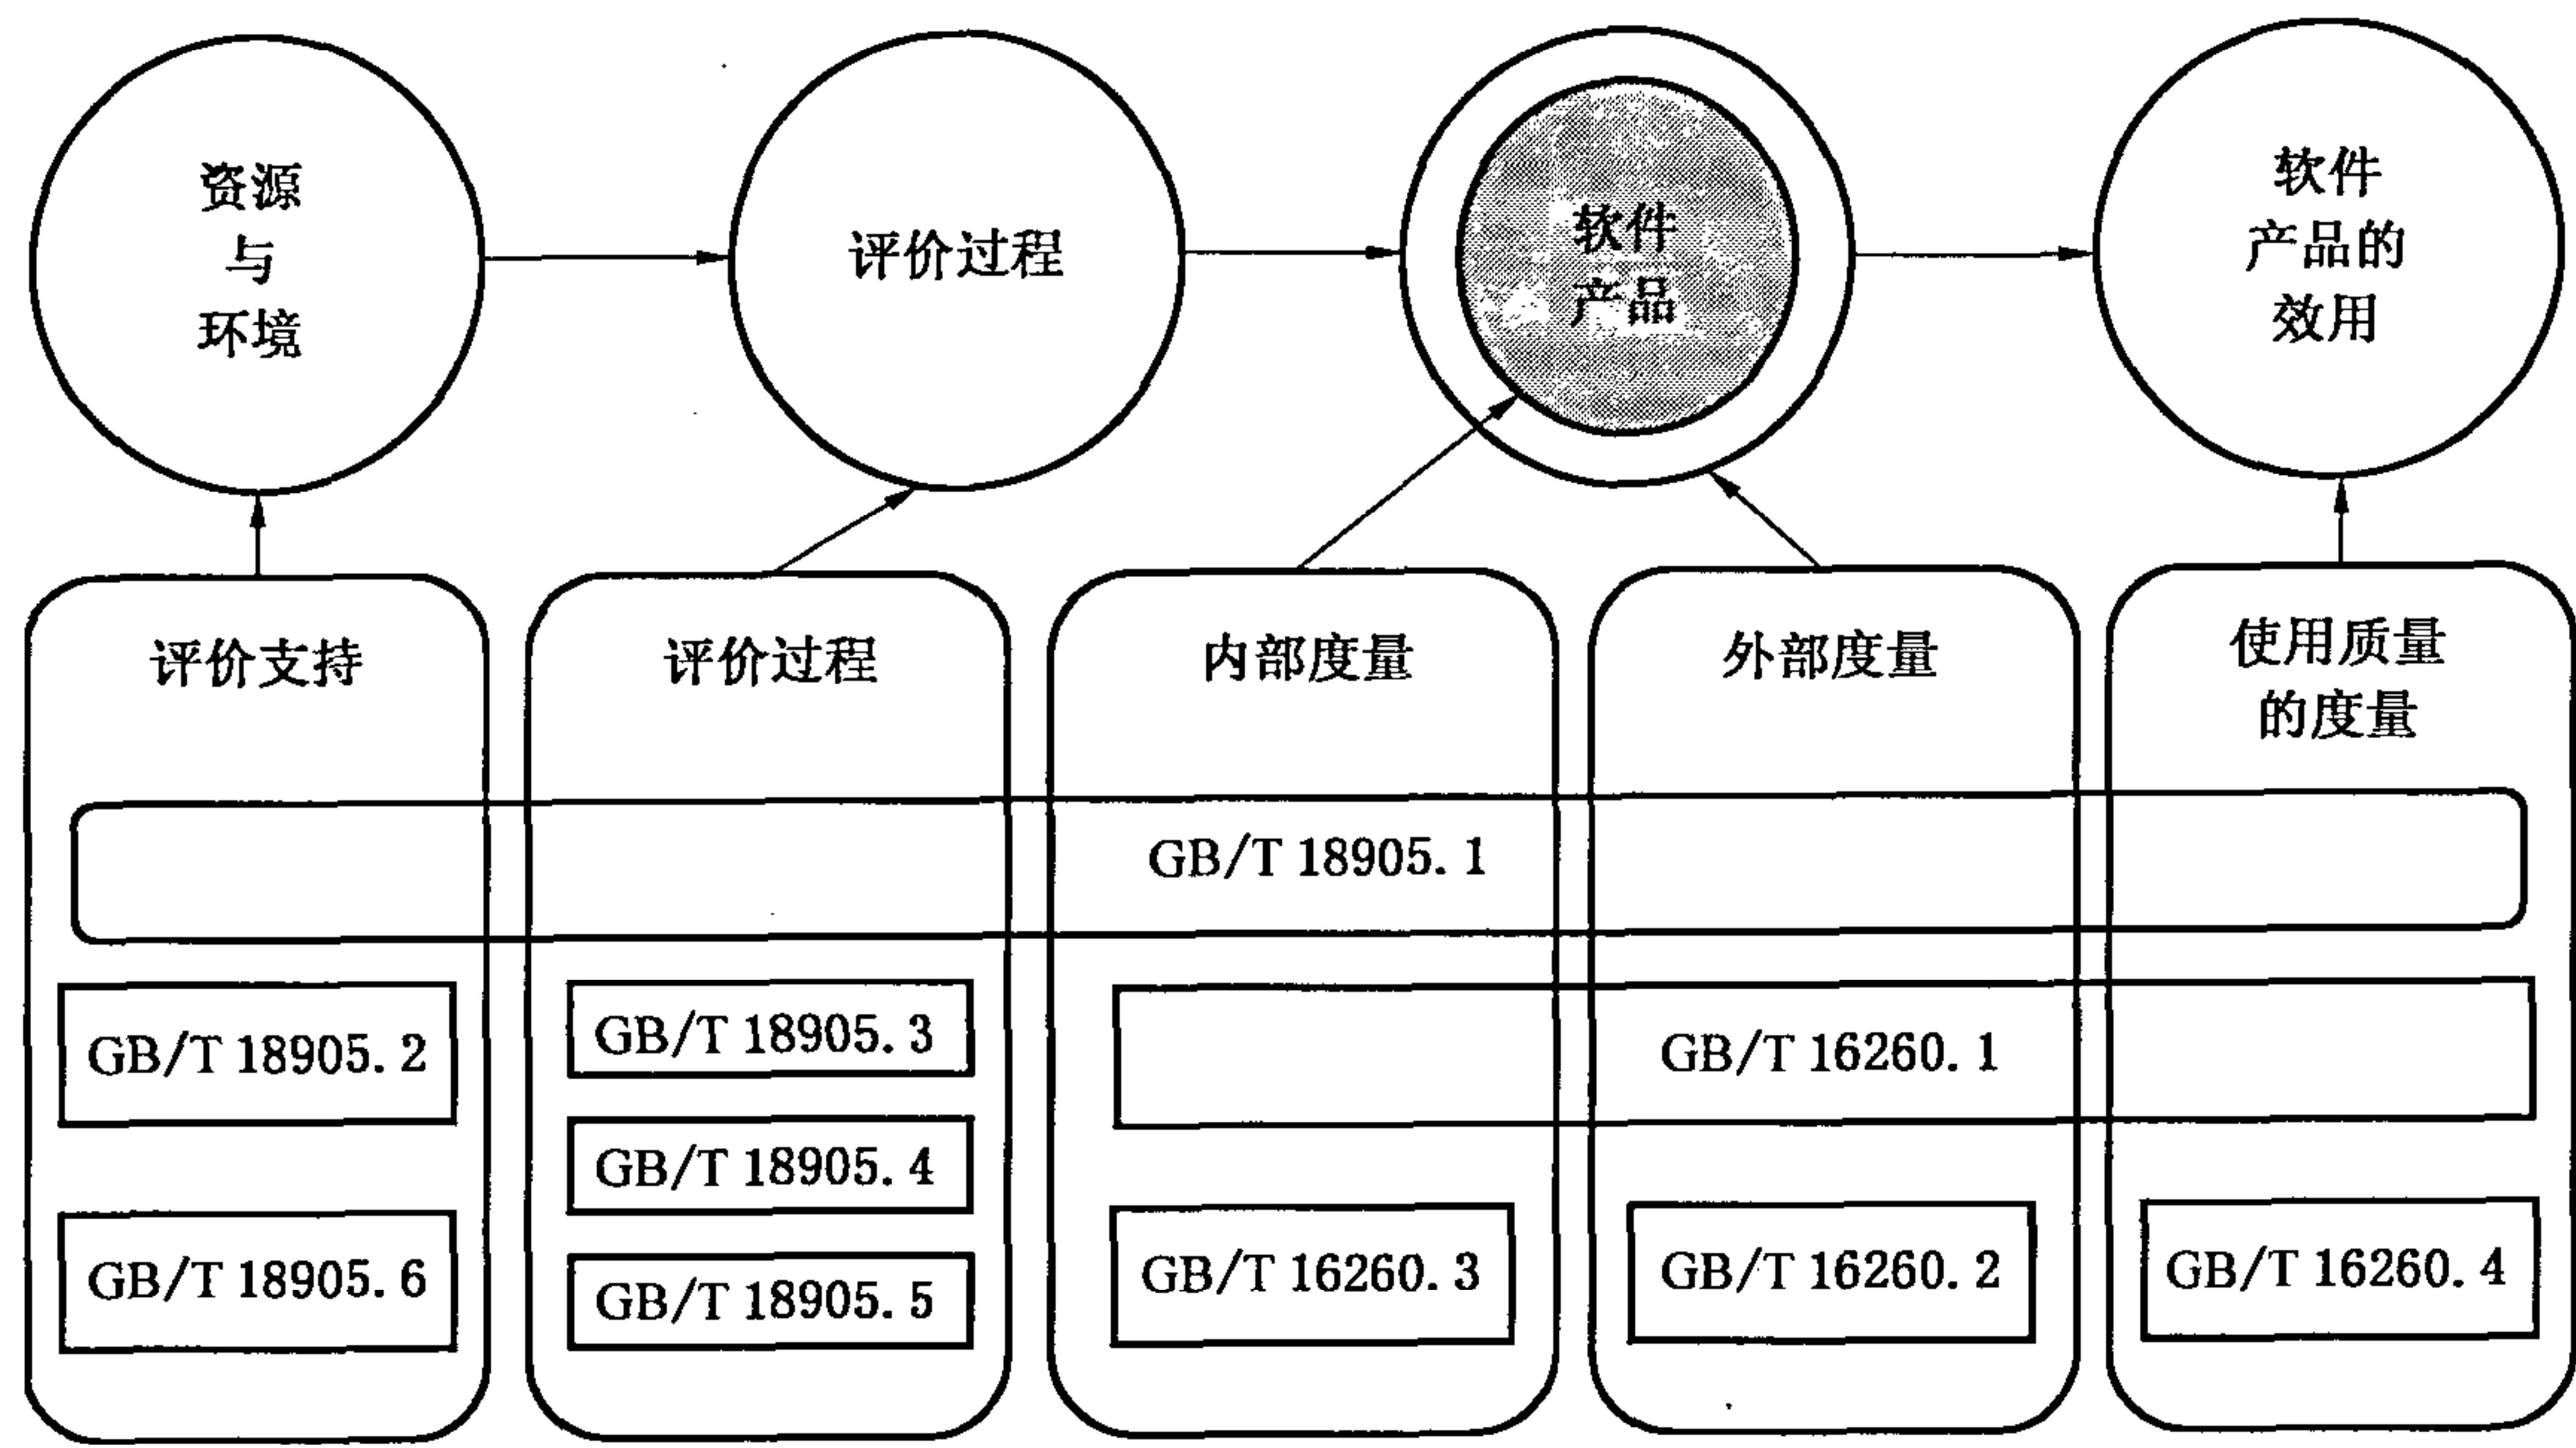 资源
与
环境
评价过程
软件
产品
软件
产品的
效用
评价支持
评价过程
内部度量
外部度量
使用质量
的度量
GB/T 18905.1
GB/T 18905.2
GB/T 18905.3
GB/T 16260.1
GB/T 18905.4
GB/T 18905.6
GB/T 18905.5
GB/T 16260.3
GB/T 16260.2
GB/T 16260.4